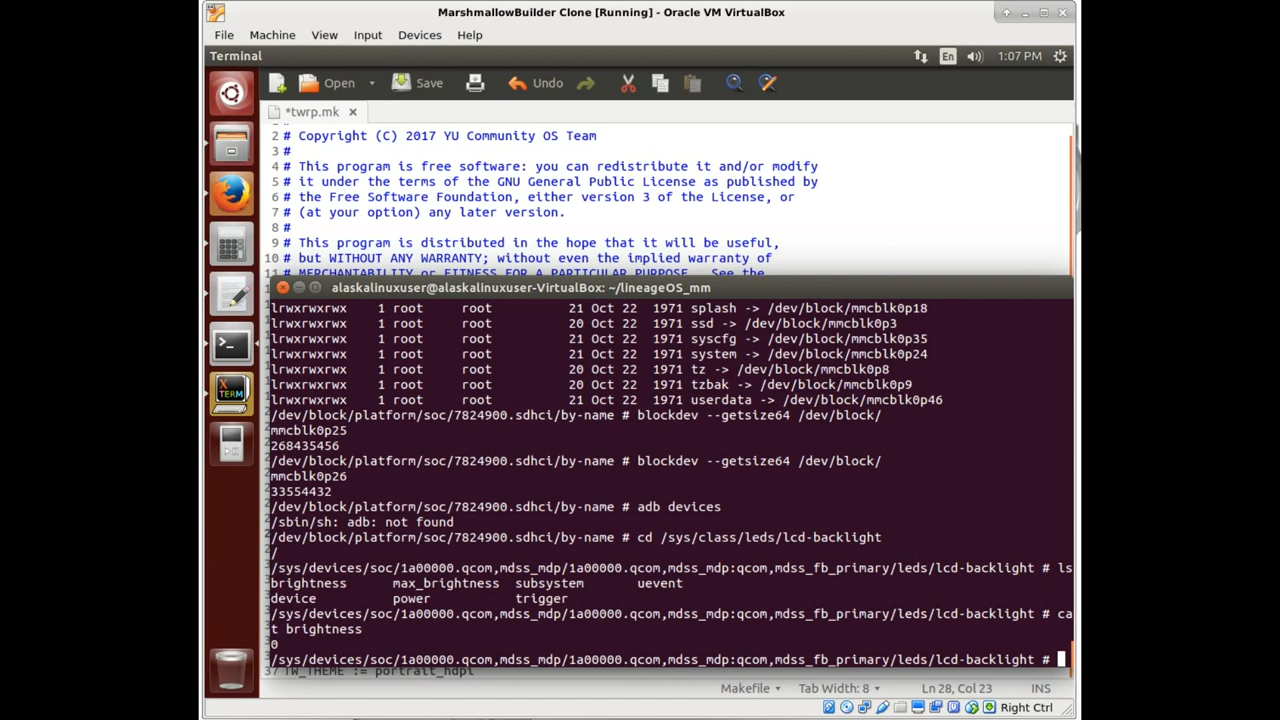 MarshmallowBuilder Clone [Running] - Oracle VM VirtualBox
File Machine View Input Devices Help
Terminal En 1:07 PM
Open Save Undo
*twrp.mk
2 # Copyright (C) 2017 YU Community OS Team
3 #
4 # This program is free software: you can redistribute it and/or modify
5 # it under the terms of the GNU General Public License as published by
6 # the Free Software Foundation, either version 3 of the License, or
7 # (at your option) any later version.
8 #
9 # This program is distributed in the hope that it will be useful,
10 # but WITHOUT ANY WARRANTY; without even the implied warranty of
11 # MERCHANTABILITY or FITNESS FOR A PARTICULAR PURPOSE. See the
alaskalinuxuser@alaskalinuxuser-VirtualBox: ~/lineageOS_mm
lrwxrwxrwx 1 root root 21 Oct 22 1971 splash -> /dev/block/mmcblk0p18
lrwxrwxrwx 1 root root 20 Oct 22 1971 ssd -> /dev/block/mmcblk0p3
lrwxrwxrwx 1 root root 21 Oct 22 1971 syscfg -> /dev/block/mmcblk0p35
lrwxrwxrwx 1 root root 21 Oct 22 1971 system -> /dev/block/mmcblk0p24
lrwxrwxrwx 1 root root 20 Oct 22 1971 tz -> /dev/block/mmcblk0p8
lrwxrwxrwx 1 root root 20 Oct 22 1971 tzbak -> /dev/block/mmcblk0p9
lrwxrwxrwx 1 root root 21 Oct 22 1971 userdata -> /dev/block/mmcblk0p46
/dev/block/platform/soc/7824900.sdhci/by-name # blockdev --getsize64 /dev/block/
mmcblk0p25
268435456
/dev/block/platform/soc/7824900.sdhci/by-name # blockdev --getsize64 /dev/block/
mmcblk0p26
33554432
/dev/block/platform/soc/7824900.sdhci/by-name # adb devices
/sbin/sh: adb: not found
/dev/block/platform/soc/7824900.sdhci/by-name # cd /sys/class/leds/lcd-backlight
/
/sys/devices/soc/1a00000.qcom,mdss_mdp/1a00000.qcom,mdss_mdp:qcom,mdss_fb_primary/leds/lcd-backlight # ls
brightness max_brightness subsystem uevent
device power trigger
/sys/devices/soc/1a00000.qcom,mdss_mdp/1a00000.qcom,mdss_mdp:qcom,mdss_fb_primary/leds/lcd-backlight # ca
t brightness
0
/sys/devices/soc/1a00000.qcom,mdss_mdp/1a00000.qcom,mdss_mdp:qcom,mdss_fb_primary/leds/lcd-backlight #
37 TW_THEME := portrait_hdpi
Makefile Tab Width: 8 Ln 28, Col 23 INS
Right Ctrl